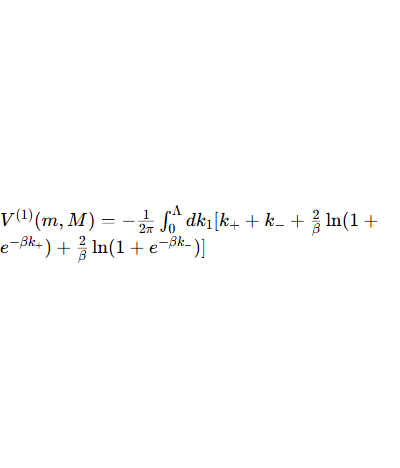 $V^{(1)}(m, M) = -\frac{1}{2\pi} \int_0^{\Lambda} dk_1 [k_+ + k_- + \frac{2}{\beta} \ln(1 +$
$e^{-\beta k_+}) + \frac{2}{\beta} \ln(1 + e^{-\beta k_-})]$